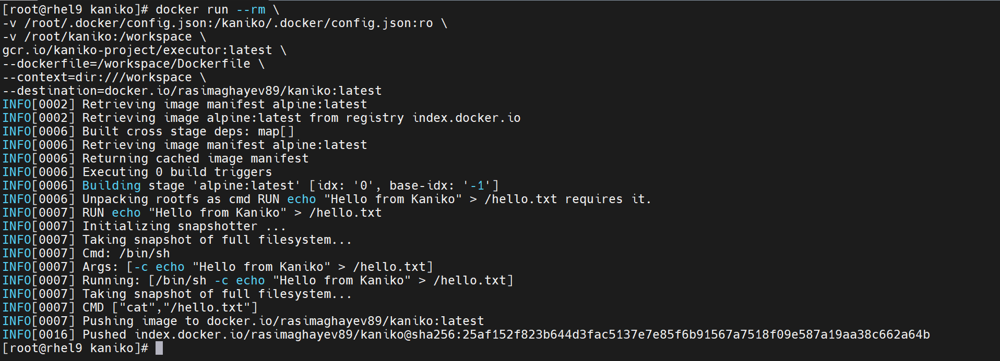 [root@rhel9 kaniko]# docker run --rm \
-v /root/.docker/config.json:/kaniko/.docker/config.json:ro \
-v /root/kaniko:/workspace \
gcr.io/kaniko-project/executor:latest \
--dockerfile=/workspace/Dockerfile \
--context=dir:///workspace \
--destination=docker.io/rasimaghayev89/kaniko:latest
INFO[0002] Retrieving image manifest alpine:latest
INFO[0002] Retrieving image alpine:latest from registry index.docker.io
INFO[0006] Built cross stage deps: map[]
INFO[0006] Retrieving image manifest alpine:latest
INFO[0006] Returning cached image manifest
INFO[0006] Executing 0 build triggers
INFO[0006] Building stage 'alpine:latest' [idx: '0', base-idx: '-1']
INFO[0006] Unpacking rootfs as cmd RUN echo "Hello from Kaniko" > /hello.txt requires it.
INFO[0007] RUN echo "Hello from Kaniko" > /hello.txt
INFO[0007] Initializing snapshotter ...
INFO[0007] Taking snapshot of full filesystem...
INFO[0007] Cmd: /bin/sh
INFO[0007] Args: [-c echo "Hello from Kaniko" > /hello.txt]
INFO[0007] Running: [/bin/sh -c echo "Hello from Kaniko" > /hello.txt]
INFO[0007] Taking snapshot of full filesystem...
INFO[0007] CMD ["cat","/hello.txt"]
INFO[0007] Pushing image to docker.io/rasimaghayev89/kaniko:latest
INFO[0016] Pushed index.docker.io/rasimaghayev89/kaniko@sha256:25af152f823b644d3fac5137e7e85f6b91567a7518f09e587a19aa38c662a64b
[root@rhel9 kaniko]#